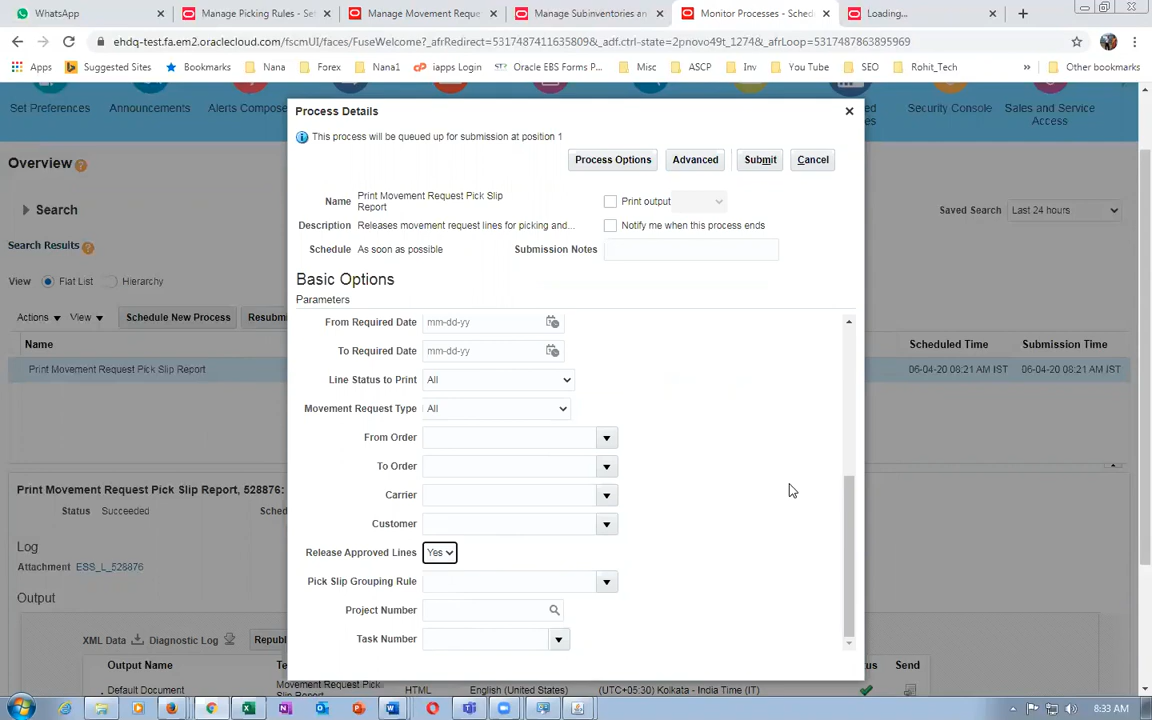 WhatsApp
Manage Picking Rules - Set
Manage Movement Reque
Manage Subinventories an
Monitor Processes - Sched
Loading...
ehdq-test.fa.em2.oraclecloud.com/fscmUI/faces/FuseWelcome?_afrRedirect=5317487411635809&_adf.ctrl-state=2pnovo49t_1274&_afrLoop=5317487863895969
Apps
Suggested Sites
Bookmarks
Nana
Forex
Nana1
iapps Login
Oracle EBS Forms P...
Misc
ASCP
Inv
You Tube
SEO
Rohit_Tech
»
Other bookmarks
Set Preferences
Announcements
Alerts Compose
Security Console
Sales and Service
Access
Overview
Search
Saved Search
Last 24 hours
Search Results
View
Flat List
Hierarchy
Actions
View
Schedule New Process
Resubm
Name
Scheduled Time
Submission Time
Print Movement Request Pick Slip Report
06-04-20 08:21 AM IST
06-04-20 08:21 AM IST
Print Movement Request Pick Slip Report, 528876:
Status
Succeeded
Sched
Log
Attachment
ESS_L_528876
Output
XML Data
Diagnostic Log
Republ
Output Name
Send
Default Document
HTML
English (United States)
(UTC+05:30) Kolkata - India Time (IT)
Process Details
This process will be queued up for submission at position 1
Process Options
Advanced
Submit
Cancel
Name
Print Movement Request Pick Slip
Report
Print output
Description
Releases movement request lines for picking and...
Notify me when this process ends
Schedule
As soon as possible
Submission Notes
Basic Options
Parameters
From Required Date
mm-dd-yy
To Required Date
mm-dd-yy
Line Status to Print
All
Movement Request Type
All
From Order
To Order
Carrier
Customer
Release Approved Lines
Yes
Pick Slip Grouping Rule
Project Number
Task Number
8:33 AM